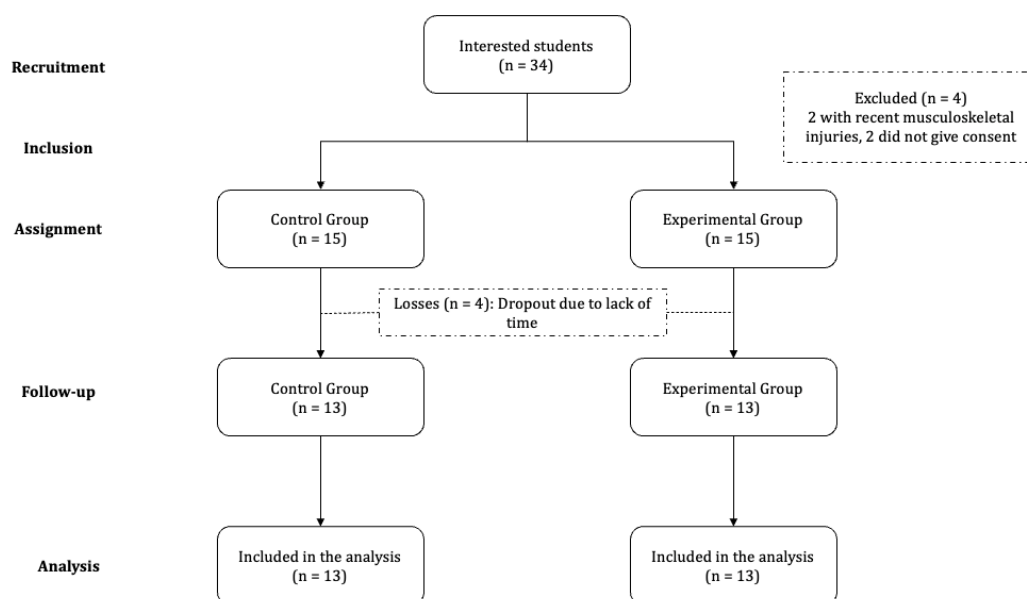 Interested students
(n = 34)
Recruitment
Excluded (n = 4)
2 with recent musculoskeletal
injuries, 2 did not give consent
Inclusion
Assignment
Control Group
(n = 15)
Experimental Group
(n = 15)
Losses (n = 4): Dropout due to lack of
time
Follow-up
Control Group
(n = 13)
Experimental Group
(n = 13)
Analysis
Included in the analysis
(n = 13)
Included in the analysis
(n = 13)